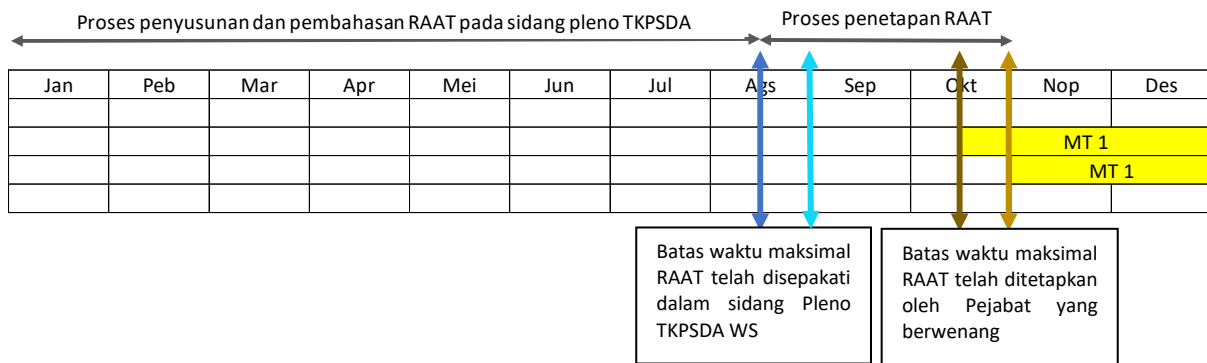 Proses penyusunan dan pembahasan RAAT pada sidang pleno TKPSDA
Proses penetapan RAAT
Jan Peb Mar Apr Mei Jun Jul Ags Sep Okt Nop Des
MT 1
MT 1
Batas waktu maksimal
RAAT telah disepakati
dalam sidang Pleno
TKPSDA WS
Batas waktu maksimal
RAAT telah ditetapkan
oleh Pejabat yang
berwenang